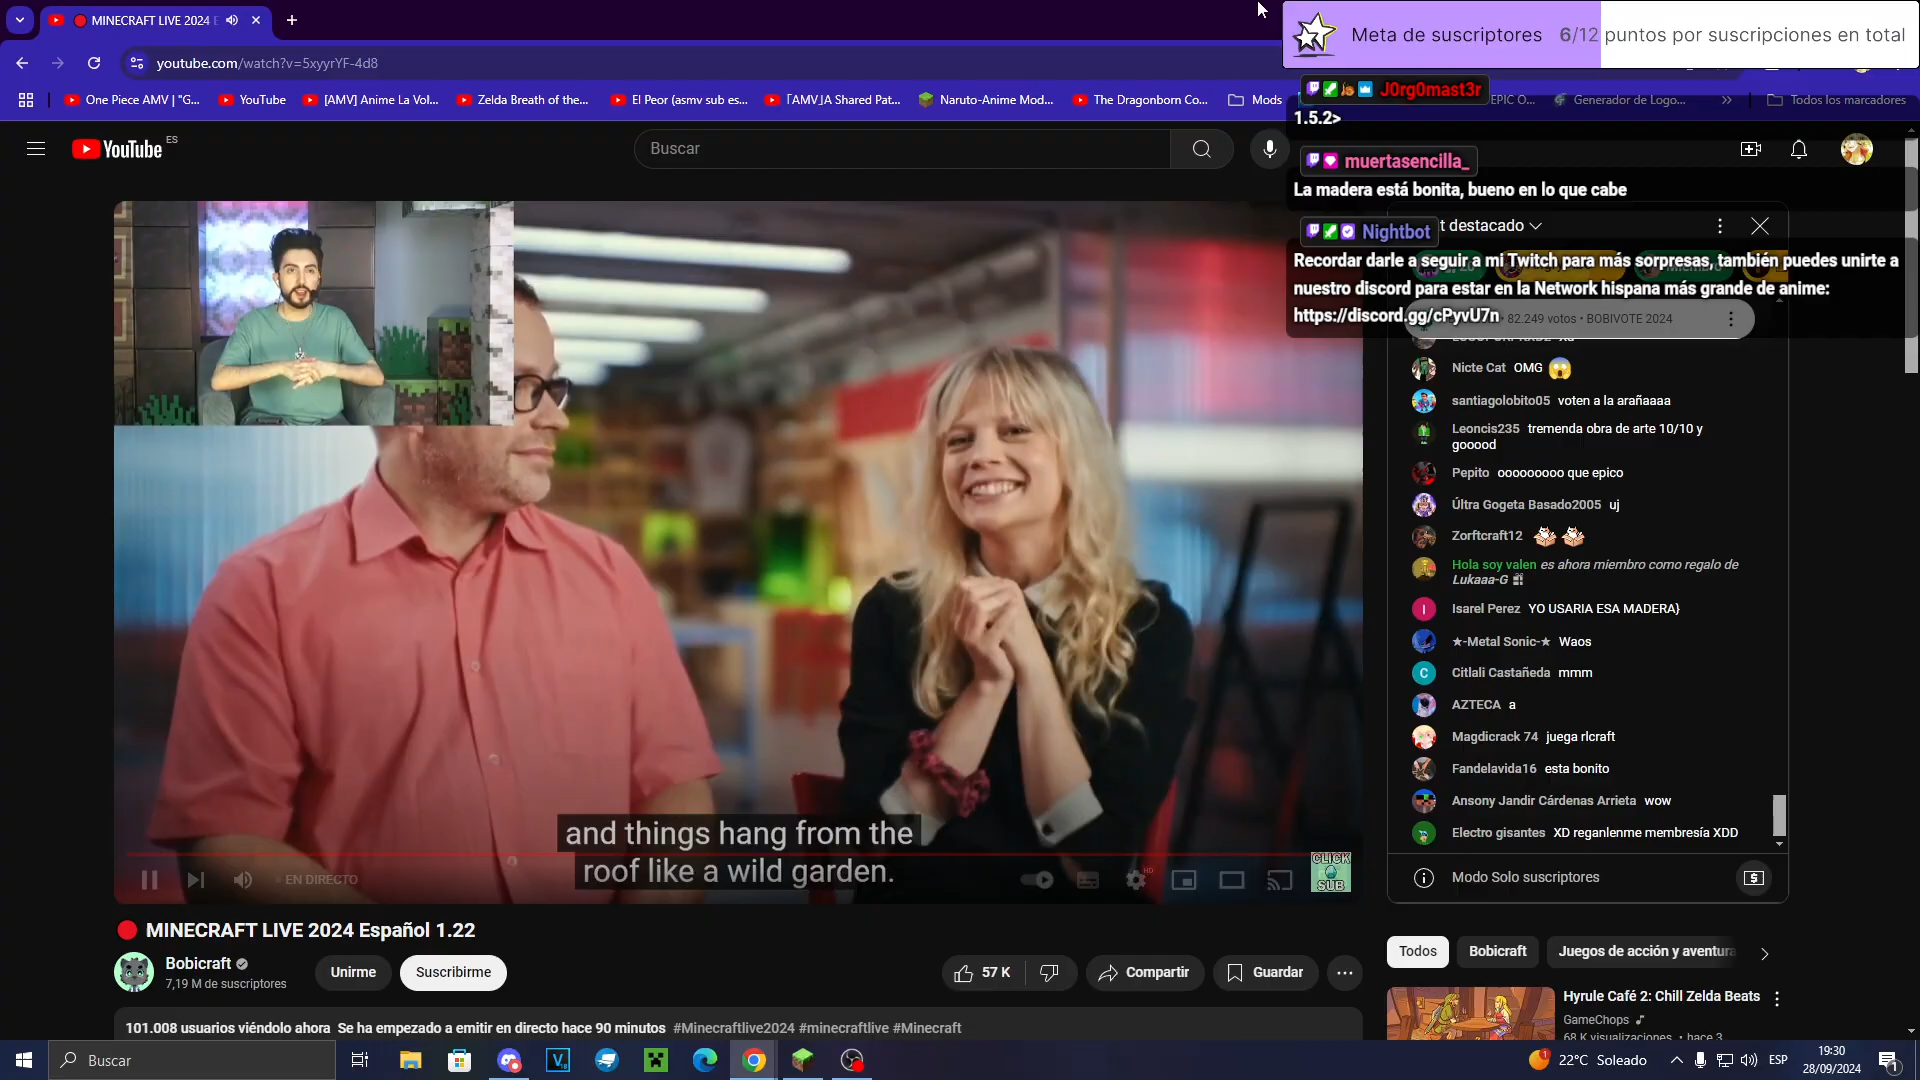 MINECRAFT LIVE 2024 E
Meta de suscriptores 6/12 puntos por suscripciones en total
youtube.com/watch?v=5xyyrYF-4d8
One Piece AMV | "G...
YouTube
[AMV] Anime La Vol...
Zelda Breath of the...
El Peor (asmv sub es...
「AMV」A Shared Pat...
Naruto-Anime Mod...
The Dragonborn Co...
Mods
EPIC O...
Generador de Logo...
»
Todos los marcadores
J0rg0mast3r
1.5.2>
muertasencilla_
La madera está bonita, bueno en lo que cabe
Nightbot
Recordar darle a seguir a mi Twitch para más sorpresas, también puedes unirte a
nuestro discord para estar en la Network hispana más grande de anime:
https://discord.gg/cPyvU7n
YouTube ES
Buscar
t destacado
82.249 votos • BOBIVOTE 2024
Nicte Cat OMG 😱
santiagolobito05 voten a la arañaaaa
Leoncis235 tremenda obra de arte 10/10 y
gooood
Pepito ooooooooo que epico
Últra Gogeta Basado2005 uj
Zorftcraft12
Hola soy valen es ahora miembro como regalo de
Lukaaa-G
Isarel Perez YO USARIA ESA MADERA}
★-Metal Sonic-★ Waos
Citlali Castañeda mmm
AZTECA a
Magdicrack 74 juega rlcraft
Fandelavida16 esta bonito
Ansony Jandir Cárdenas Arrieta wow
Electro gisantes XD reganlenme membresía XDD
Modo Solo suscriptores
and things hang from the
roof like a wild garden.
EN DIRECTO
HD
CLICK
SUB
MINECRAFT LIVE 2024 Español 1.22
Bobicraft
7,19 M de suscriptores
Unirme
Suscribirme
57 K
Compartir
Guardar
101.008 usuarios viéndolo ahora Se ha empezado a emitir en directo hace 90 minutos #Minecraftlive2024 #minecraftlive #Minecraft
Todos
Bobicraft
Juegos de acción y aventura
Hyrule Café 2: Chill Zelda Beats
GameChops
68 K visualizaciones • hace 3
Buscar
22°C Soleado
ESP
19:30
28/09/2024